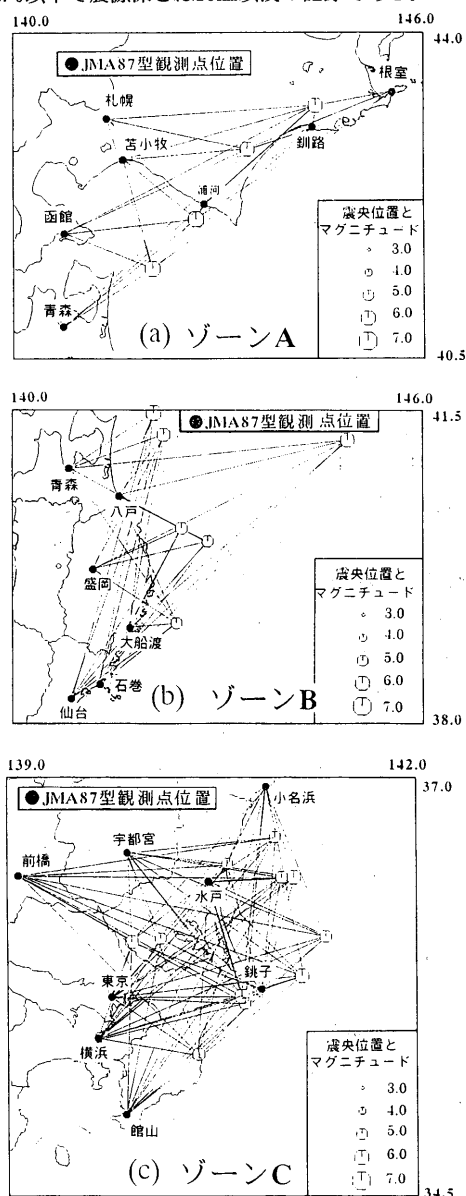 140.0 146.0
44.0
●JMA87型観測点位置
根室
札幌
苫小牧
釧路
浦河
函館
震央位置と
マグニチュード
3.0
4.0
5.0
6.0
7.0
青森
(a) ゾーンA
40.5
140.0 146.0
41.5
●JMA87型観測点位置
青森
八戸
盛岡
震央位置と
マグニチュード
3.0
4.0
5.0
6.0
7.0
大船渡
石巻
仙台
(b) ゾーンB
38.0
139.0 142.0
37.0
●JMA87型観測点位置
小名浜
宇都宮
前橋
水戸
東京
銚子
横浜
震央位置と
マグニチュード
3.0
4.0
5.0
6.0
7.0
館山
(c) ゾーンC
34.5